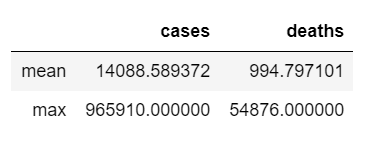 cases deaths
mean 14088.589372 994.797101
max 965910.000000 54876.000000